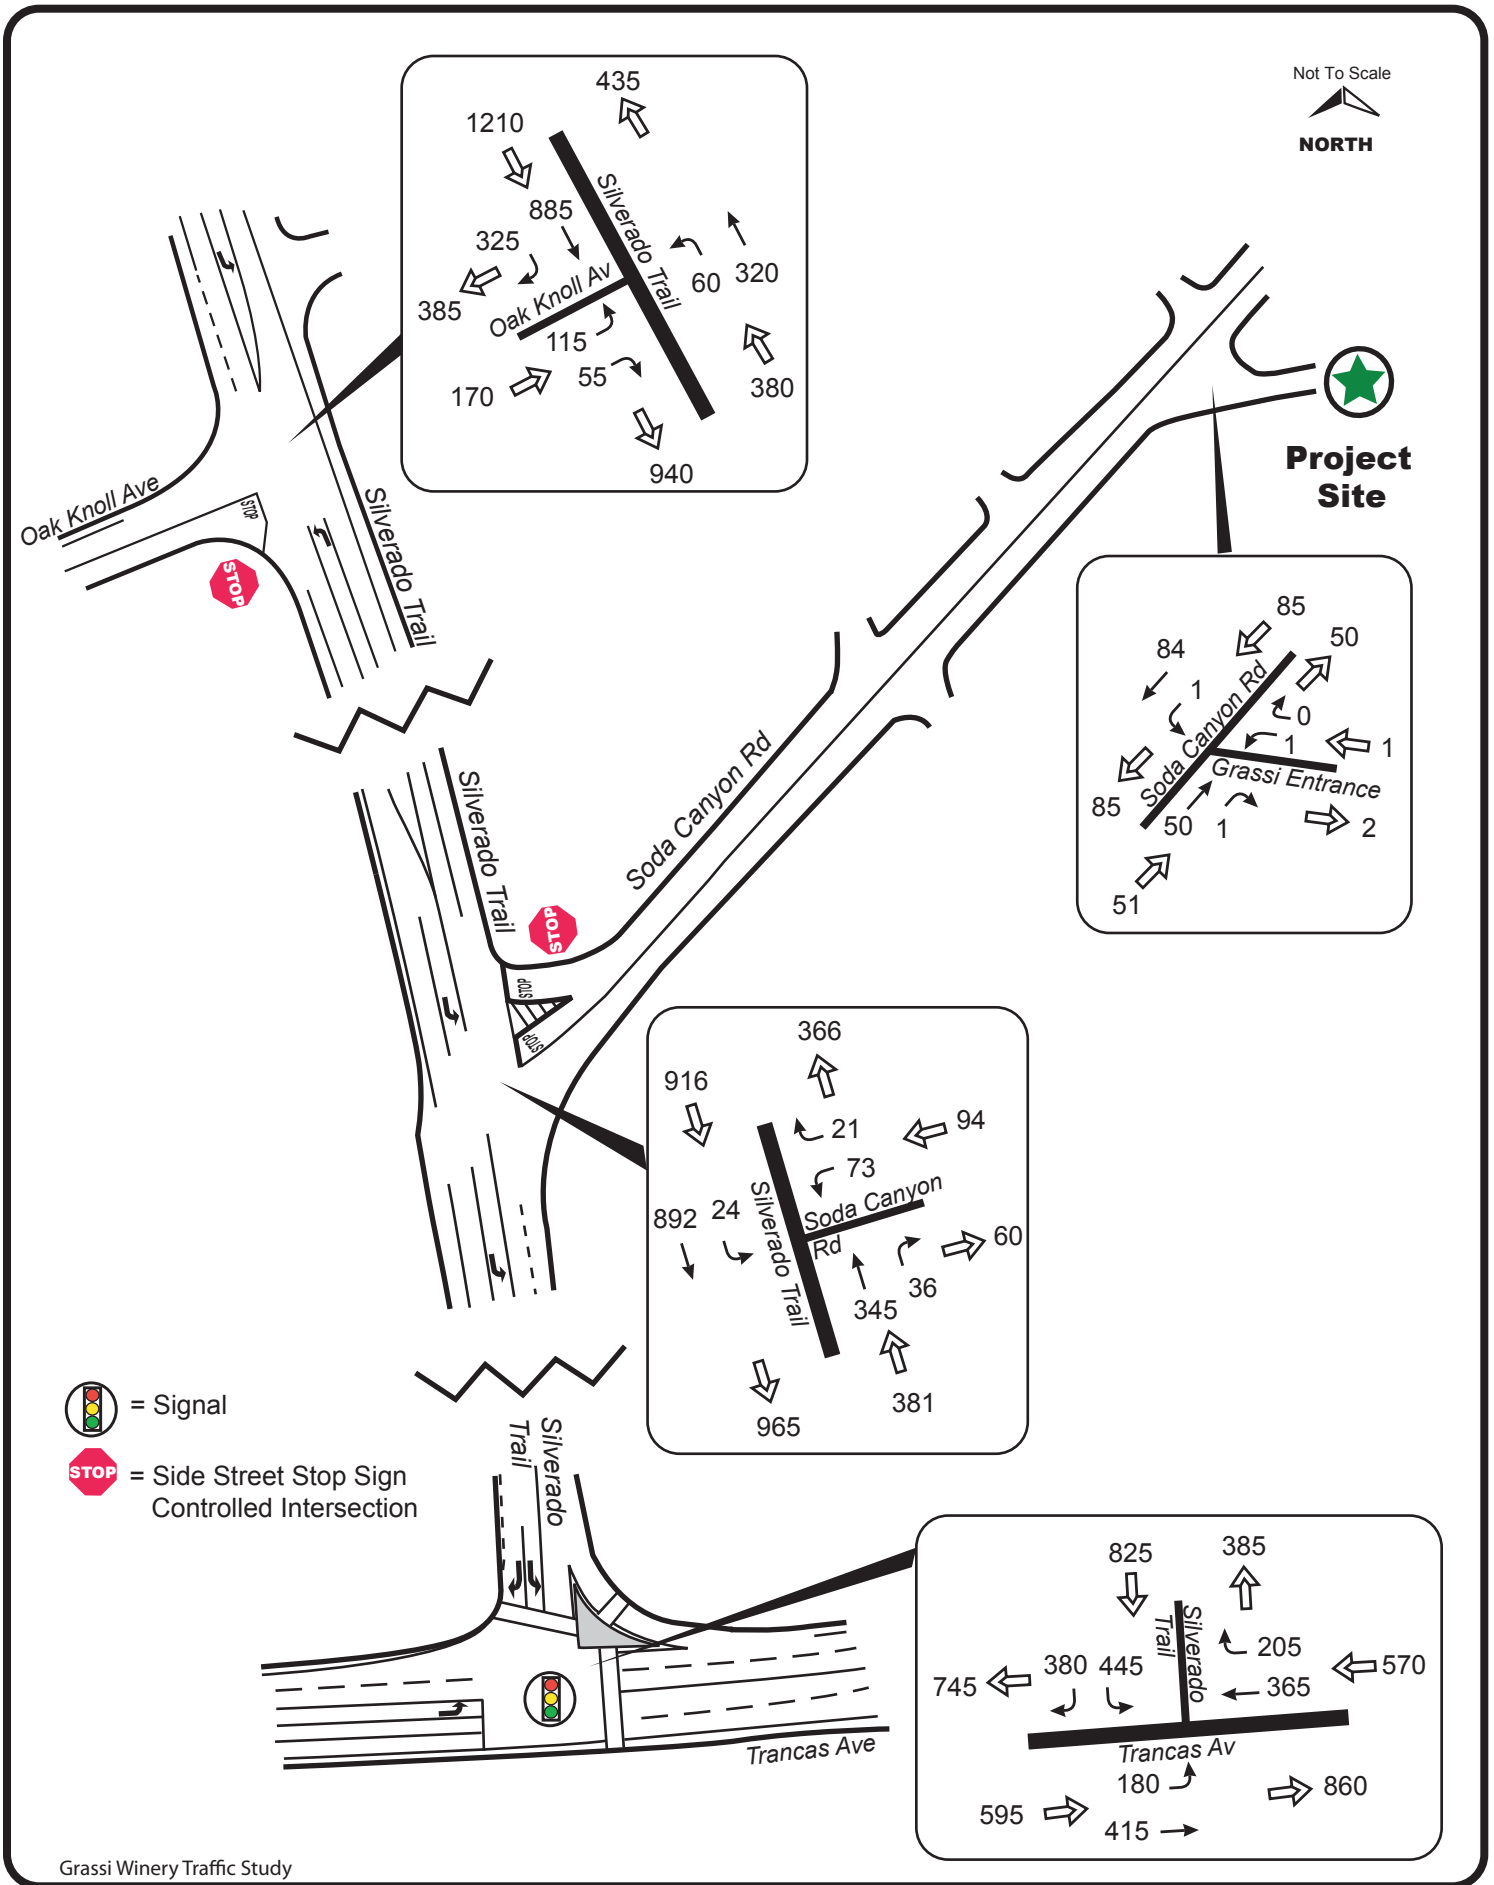 Not To Scale
NORTH
435
1210
885
325
385
Silverado Trail
Oak Knoll Av
60
320
115
55
170
380
940
Oak Knoll Ave
STOP
STOP
Silverado Trail
Project
Site
85
50
84
1
Soda Canyon Rd
0
1
1
Grassi Entrance
85
50
1
2
51
Silverado Trail
Soda Canyon Rd
STOP
STOP
STOP
366
916
21
94
73
892
24
Silverado Trail
Soda Canyon
Rd
60
36
345
381
965
= Signal
STOP
= Side Street Stop Sign
Controlled Intersection
Silverado
Trail
Trancas Ave
825
385
Silverado
Trail
205
570
380
445
745
365
Trancas Av
180
860
595
415
Grassi Winery Traffic Study